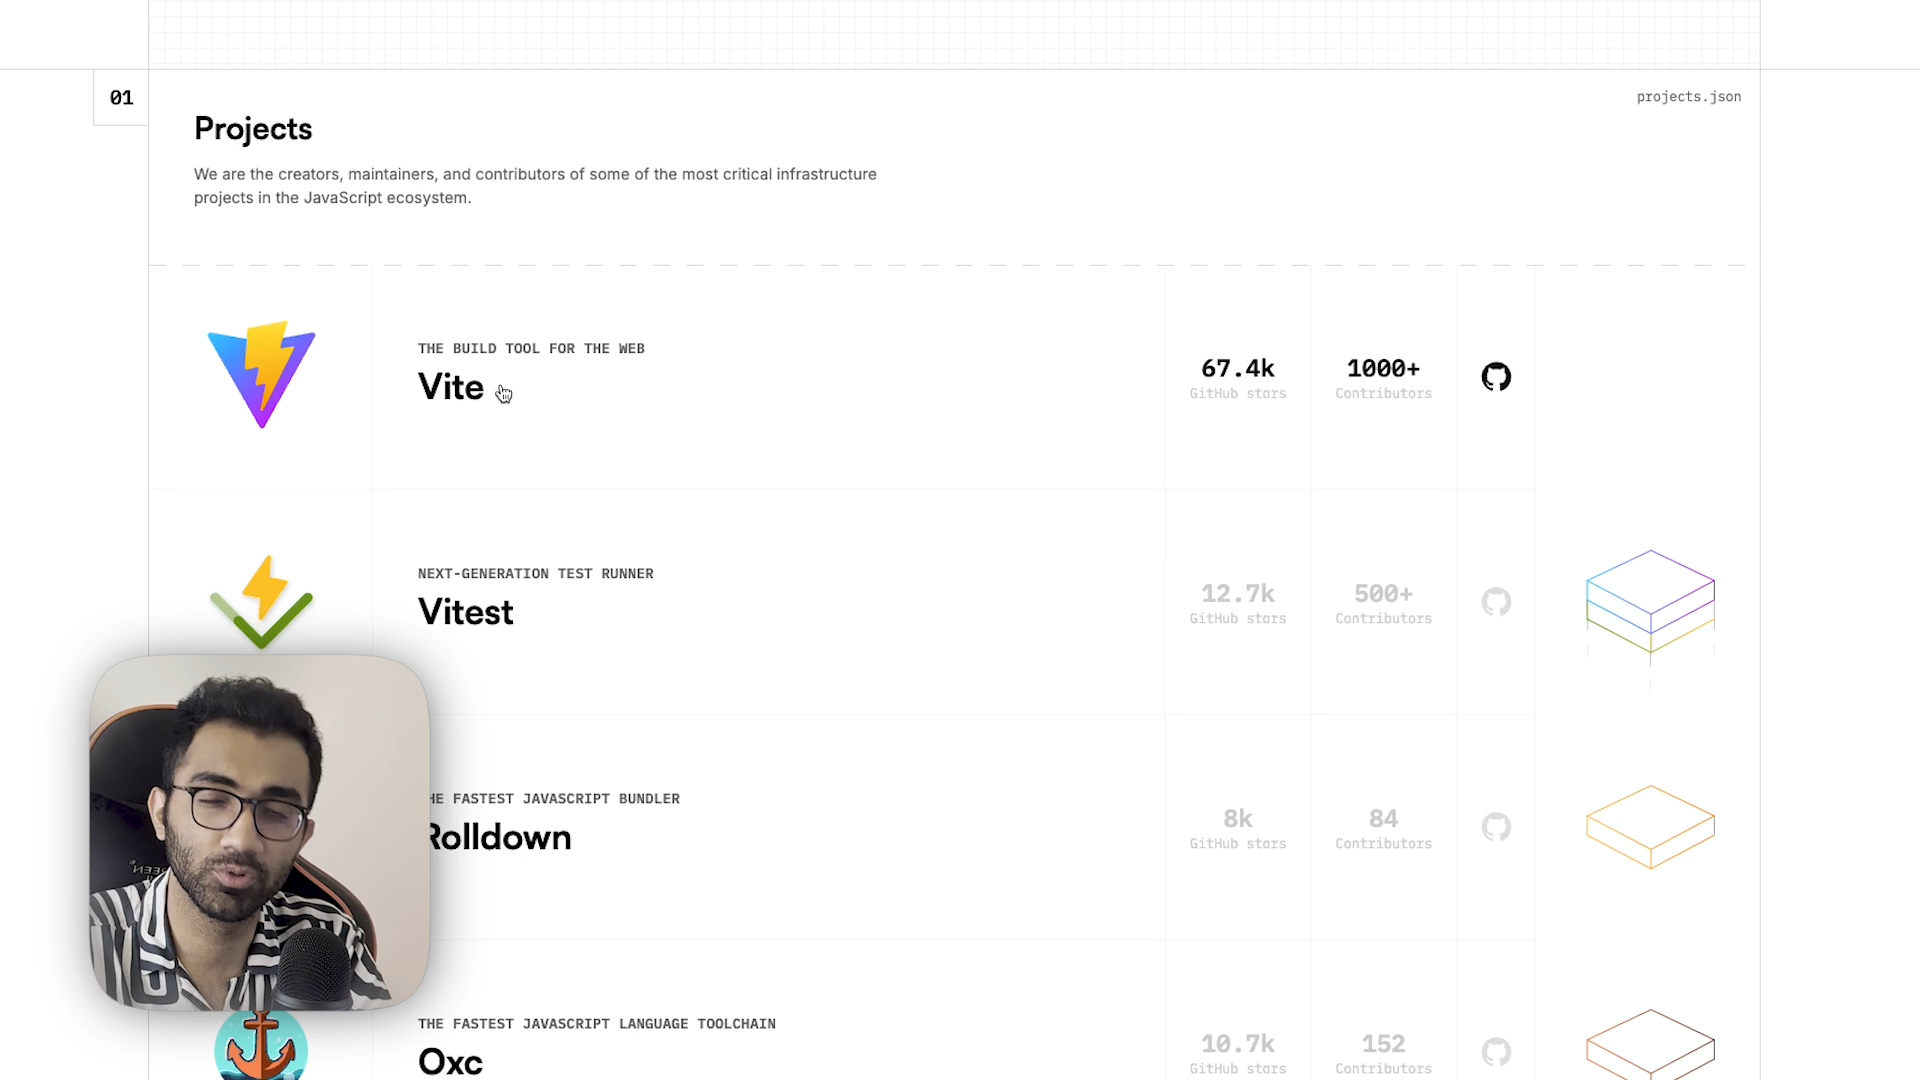 01
projects.json
Projects
We are the creators, maintainers, and contributors of some of the most critical infrastructure
projects in the JavaScript ecosystem.
THE BUILD TOOL FOR THE WEB
Vite
67.4k
GitHub stars
1000+
Contributors
NEXT-GENERATION TEST RUNNER
Vitest
12.7k
GitHub stars
500+
Contributors
HE FASTEST JAVASCRIPT BUNDLER
Rolldown
8k
GitHub stars
84
Contributors
THE FASTEST JAVASCRIPT LANGUAGE TOOLCHAIN
Oxc
10.7k
GitHub stars
152
Contributors